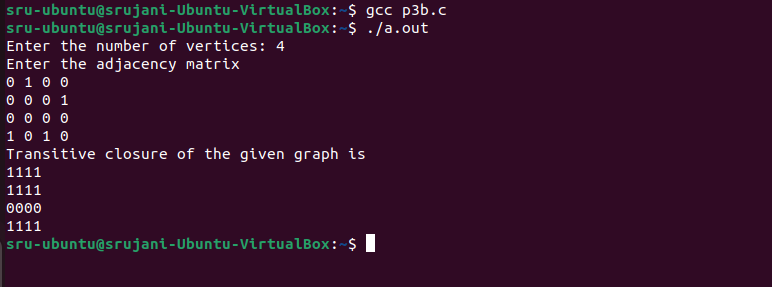 sru-ubuntu@srujani-Ubuntu-VirtualBox:~$ gcc p3b.c
sru-ubuntu@srujani-Ubuntu-VirtualBox:~$ ./a.out
Enter the number of vertices: 4
Enter the adjacency matrix
0 1 0 0
0 0 0 1
0 0 0 0
1 0 1 0
Transitive closure of the given graph is
1111
1111
0000
1111
sru-ubuntu@srujani-Ubuntu-VirtualBox:~$